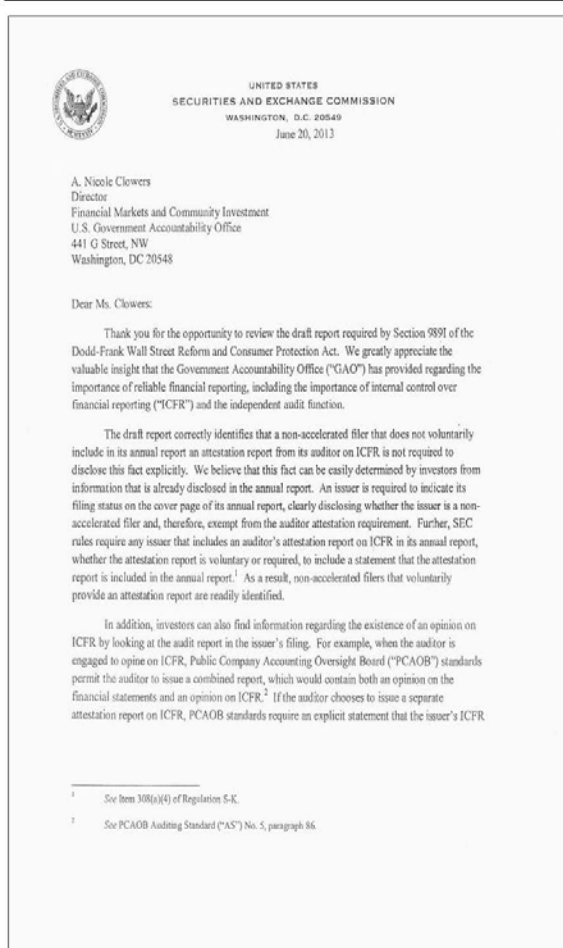 UNITED STATES
SECURITIES AND EXCHANGE COMMISSION
WASHINGTON, D.C. 20549
June 20, 2013
A. Nicole Clowers
Director
Financial Markets and Community Investment
U.S. Government Accountability Office
441 G Street, NW
Washington, DC 20548
Dear Ms. Clowers:
Thank you for the opportunity to review the draft report required by Section 989I of the
Dodd-Frank Wall Street Reform and Consumer Protection Act. We greatly appreciate the
valuable insight that the Government Accountability Office ("GAO") has provided regarding the
importance of reliable financial reporting, including the importance of internal control over
financial reporting ("ICFR") and the independent audit function.
The draft report correctly identifies that a non-accelerated filer that does not voluntarily
include in its annual report an attestation report from its auditor on ICFR is not required to
disclose this fact explicitly. We believe that this fact can be easily determined by investors from
information that is already disclosed in the annual report. An issuer is required to indicate its
filing status on the cover page of its annual report, clearly disclosing whether the issuer is a non-
accelerated filer and, therefore, exempt from the auditor attestation requirement. Further, SEC
rules require any issuer that includes an auditor's attestation report on ICFR in its annual report,
whether the attestation report is voluntary or required, to include a statement that the attestation
report is included in the annual report.1 As a result, non-accelerated filers that voluntarily
provide an attestation report are readily identified.
In addition, investors can also find information regarding the existence of an opinion on
ICFR by looking at the audit report in the issuer's filing. For example, when the auditor is
engaged to opine on ICFR, Public Company Accounting Oversight Board ("PCAOB") standards
permit the auditor to issue a combined report, which would contain both an opinion on the
financial statements and an opinion on ICFR.2 If the auditor chooses to issue a separate
attestation report on ICFR, PCAOB standards require an explicit statement that the issuer's ICFR
1 See Item 308(a)(4) of Regulation S-K.
2 See PCAOB Auditing Standard ("AS") No. 5, paragraph 86.